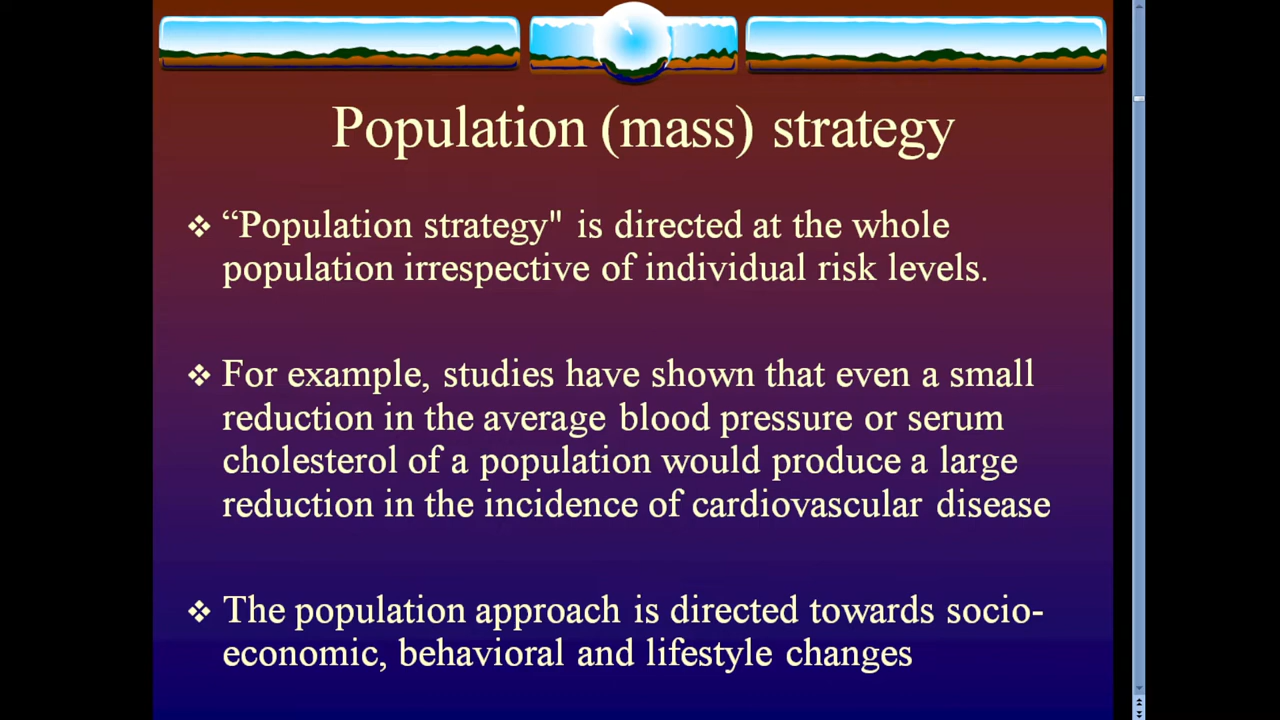 Population (mass) strategy
❖ “Population strategy" is directed at the whole
population irrespective of individual risk levels.
❖ For example, studies have shown that even a small
reduction in the average blood pressure or serum
cholesterol of a population would produce a large
reduction in the incidence of cardiovascular disease
❖ The population approach is directed towards socio-
economic, behavioral and lifestyle changes